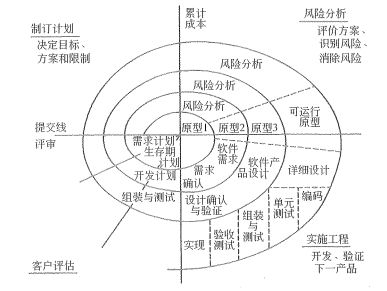 制订计划
决定目标、
方案和限制
累计
成本
风险分析
评价方案、
识别风险、
消除风险
风险分析
风险分析
风险分析
可运行
原型
提交线
评审
原型1
原型2
原型3
需求计划
生存期
计划
软件
需求
软件产
品设计
详细设计
开发计划
需求
确认
组装与测试
设计确认
与验证
编码
单元
测试
组装
与
测试
验收
测试
实现
实施工程
开发、验证
下一产品
客户评估